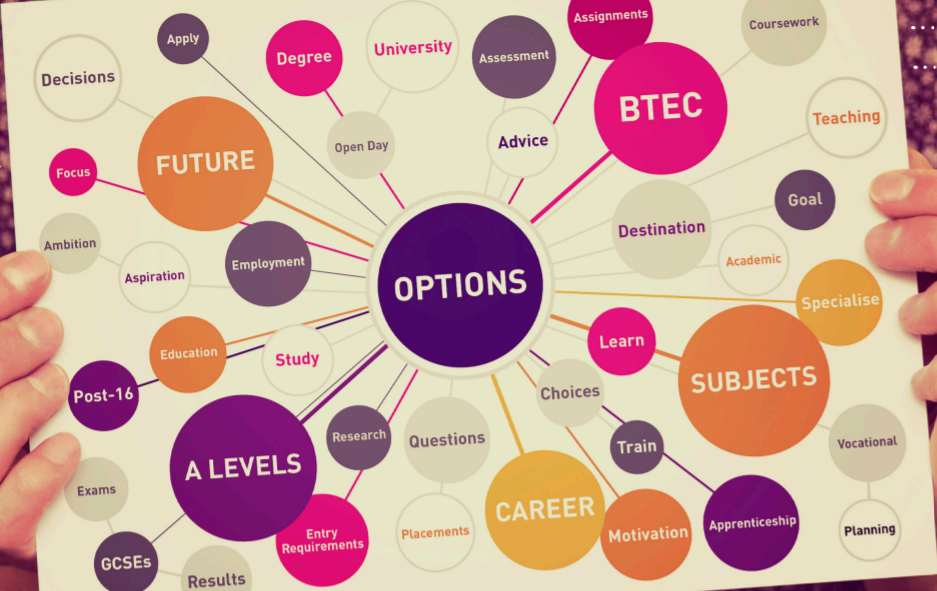 Apply
Assignments
Coursework
Decisions
Degree
University
Assessment
BTEC
Teaching
Open Day
Advice
FUTURE
Focus
Goal
Destination
Ambition
Aspiration
Employment
Academic
OPTIONS
Specialise
Education
Study
Learn
SUBJECTS
Post-16
Choices
Research
Questions
Train
Vocational
A LEVELS
Exams
CAREER
Entry
Requirements
Placements
Motivation
Apprenticeship
Planning
GCSEs
Results